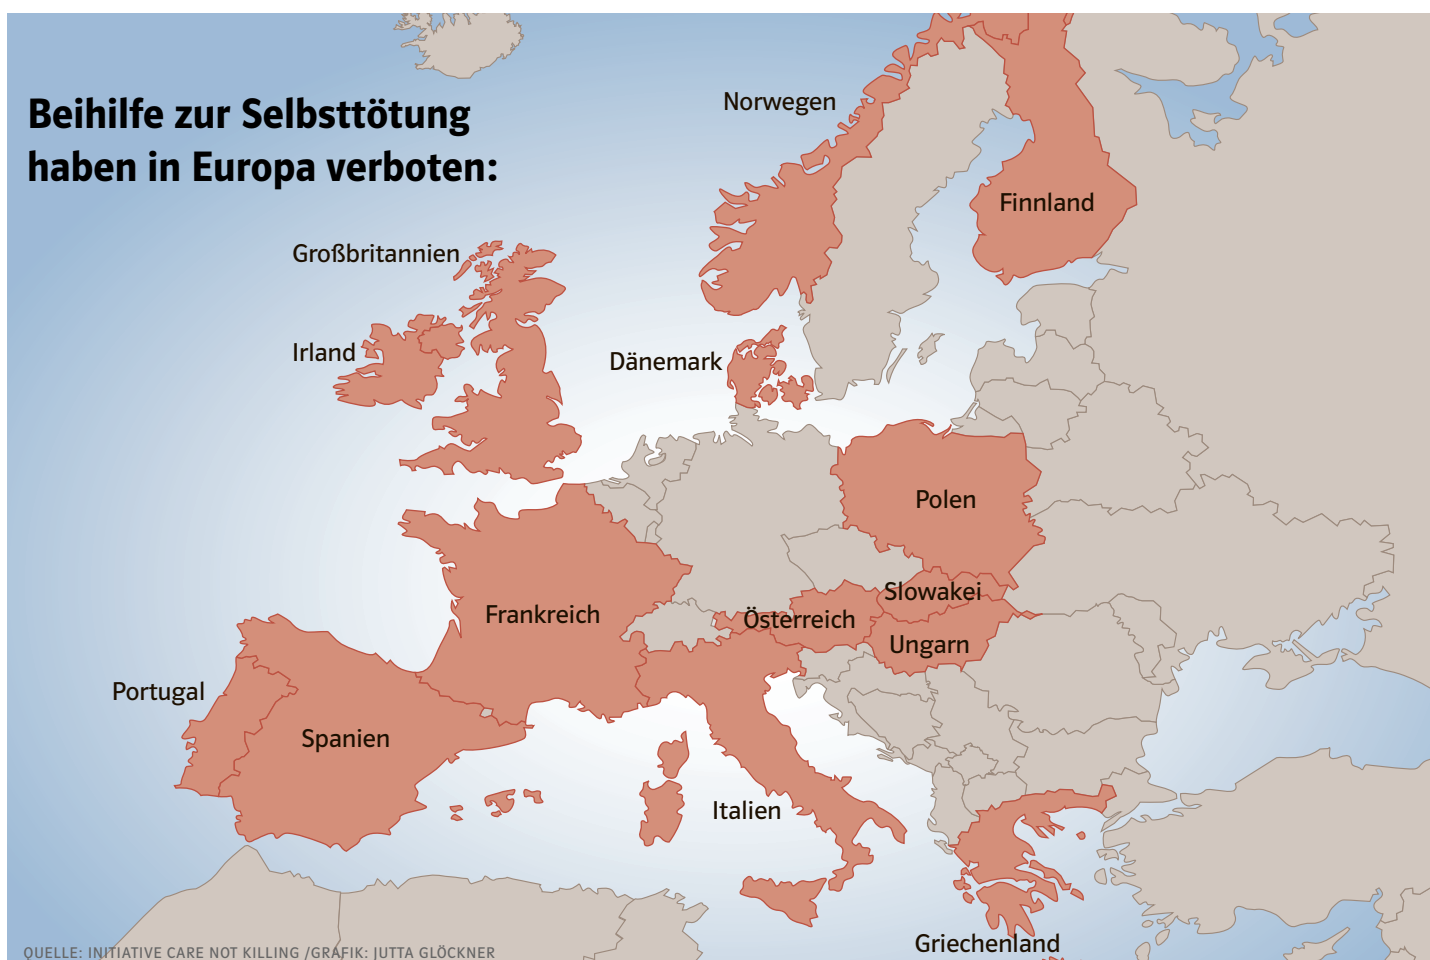 Beihilfe zur Selbsttötung
haben in Europa verboten:
Norwegen
Finnland
Großbritannien
Irland
Dänemark
Polen
Slowakei
Österreich
Frankreich
Ungarn
Portugal
Spanien
Italien
Griechenland
QUELLE: INITIATIVE CARE NOT KILLING /GRAFIK: JUTTA GLÖCKNER